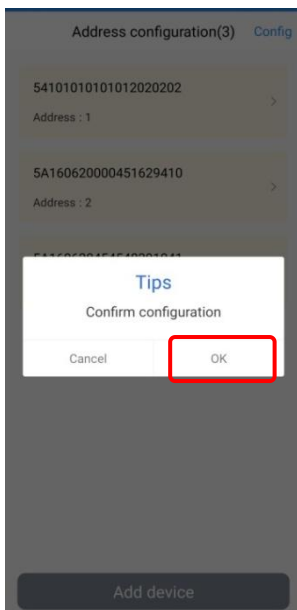 Address configuration(3) Config
54101010101012020202
Address : 1
5A160620000451629410
Address : 2
Tips
Confirm configuration
Cancel OK
Add device